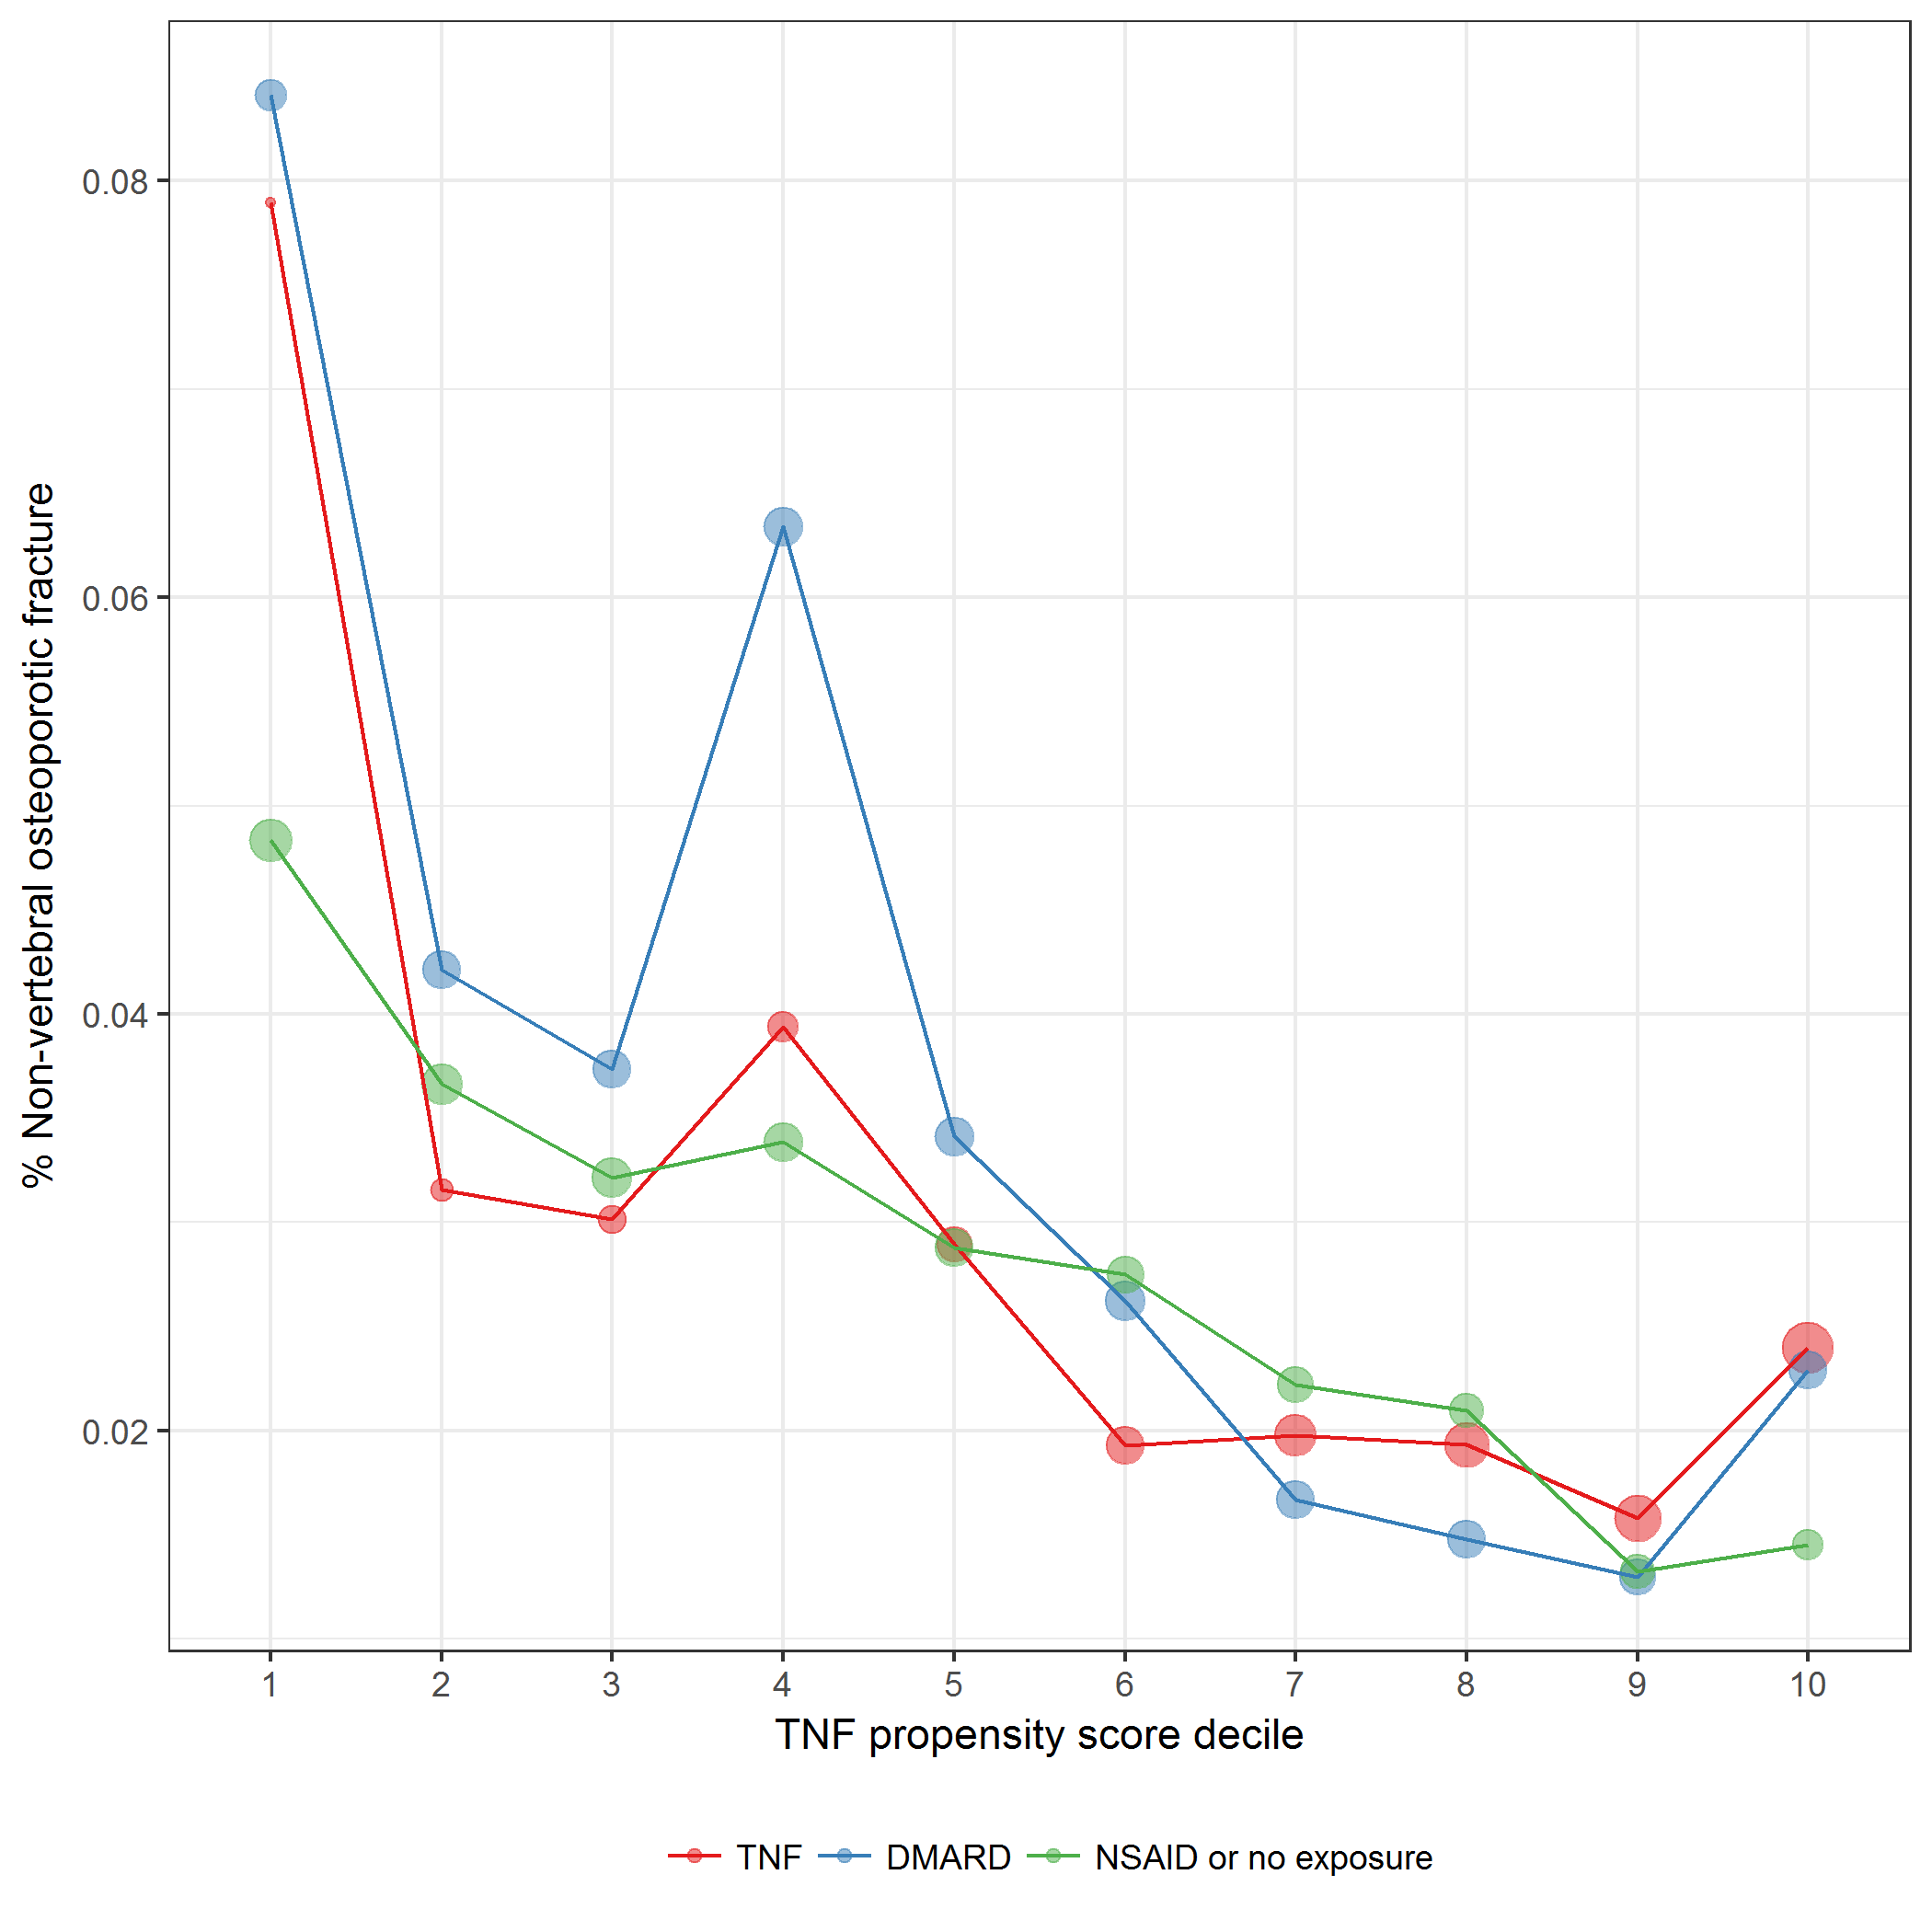 % Non-vertebral osteoporotic fracture
0.08
0.06
0.04
0.02
1 2 3 4 5 6 7 8 9 10
TNF propensity score decile
TNF DMARD NSAID or no exposure